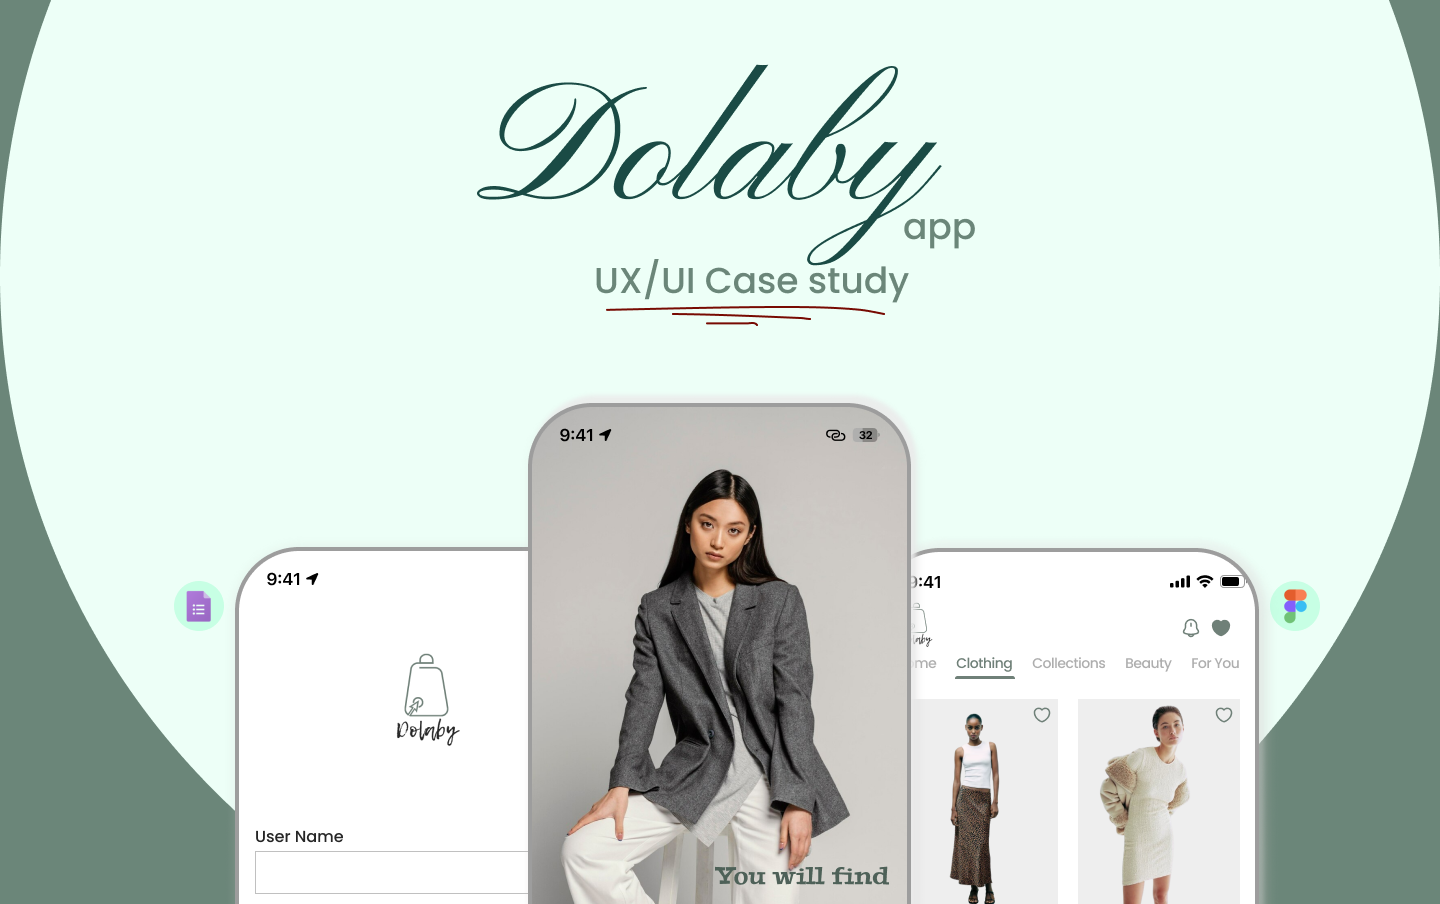 Dolaby
app
UX/UI Case study
9:41
32
9:41
Dolaby
User Name
You will find
9:41
Clothing Collections Beauty For You